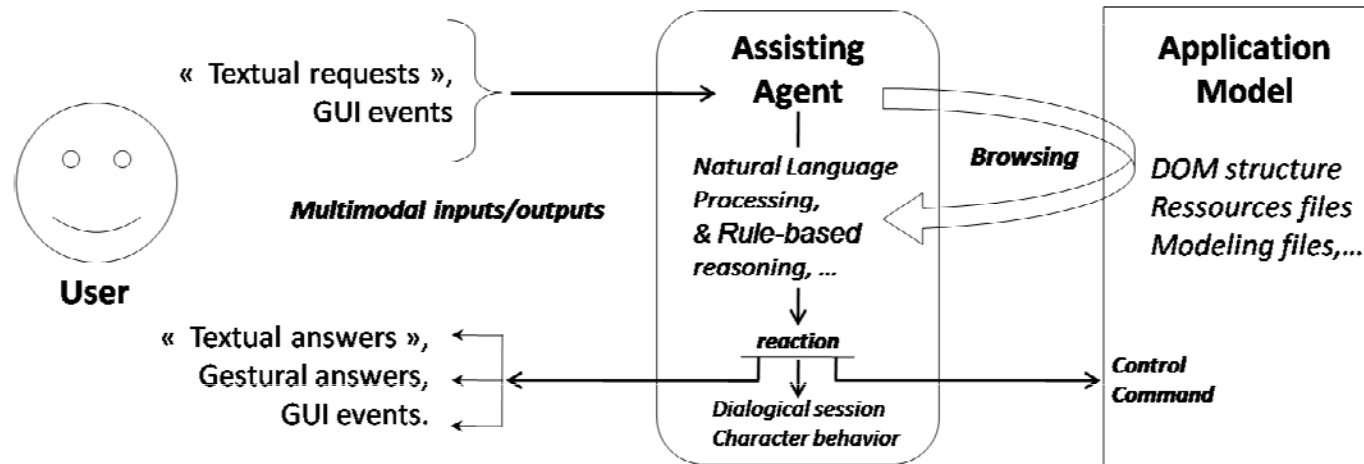 « Textual requests »,
GUI events
User
Multimodal inputs/outputs
« Textual answers »,
Gestural answers,
GUI events.
Assisting
Agent
Natural Language
Processing,
& Rule-based
reasoning, ...
reaction
Dialogical session
Character behavior
Browsing
Application
Model
DOM structure
Ressources files
Modeling files,...
Control
Command